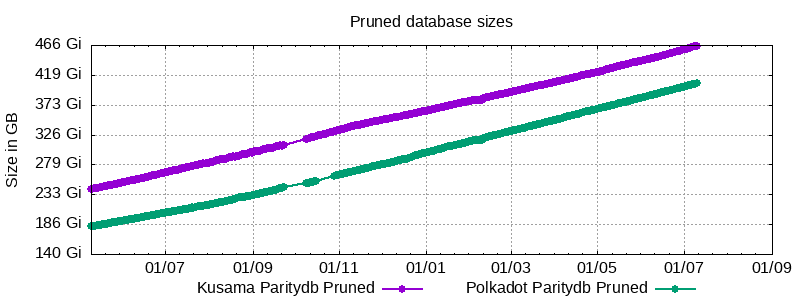 Pruned database sizes
466 Gi
419 Gi
373 Gi
326 Gi
279 Gi
233 Gi
186 Gi
140 Gi
Size in GB
01/07 01/09 01/11 01/01 01/03 01/05 01/07 01/09
Kusama Paritydb Pruned Polkadot Paritydb Pruned